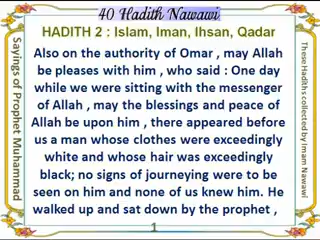 40 Hadith Nawawi
HADITH 2 : Islam, Iman, Ihsan, Qadar
Sayings of Prophet Muhammad
Also on the authority of Omar , may Allah
be pleases with him , who said : One day
while we were sitting with the messenger
of Allah , may the blessings and peace of
Allah be upon him , there appeared before
us a man whose clothes were exceedingly
white and whose hair was exceedingly
black; no signs of journeying were to be
seen on him and none of us knew him. He
walked up and sat down by the prophet ,
1
These Hadiths collected by Imam Nawawi